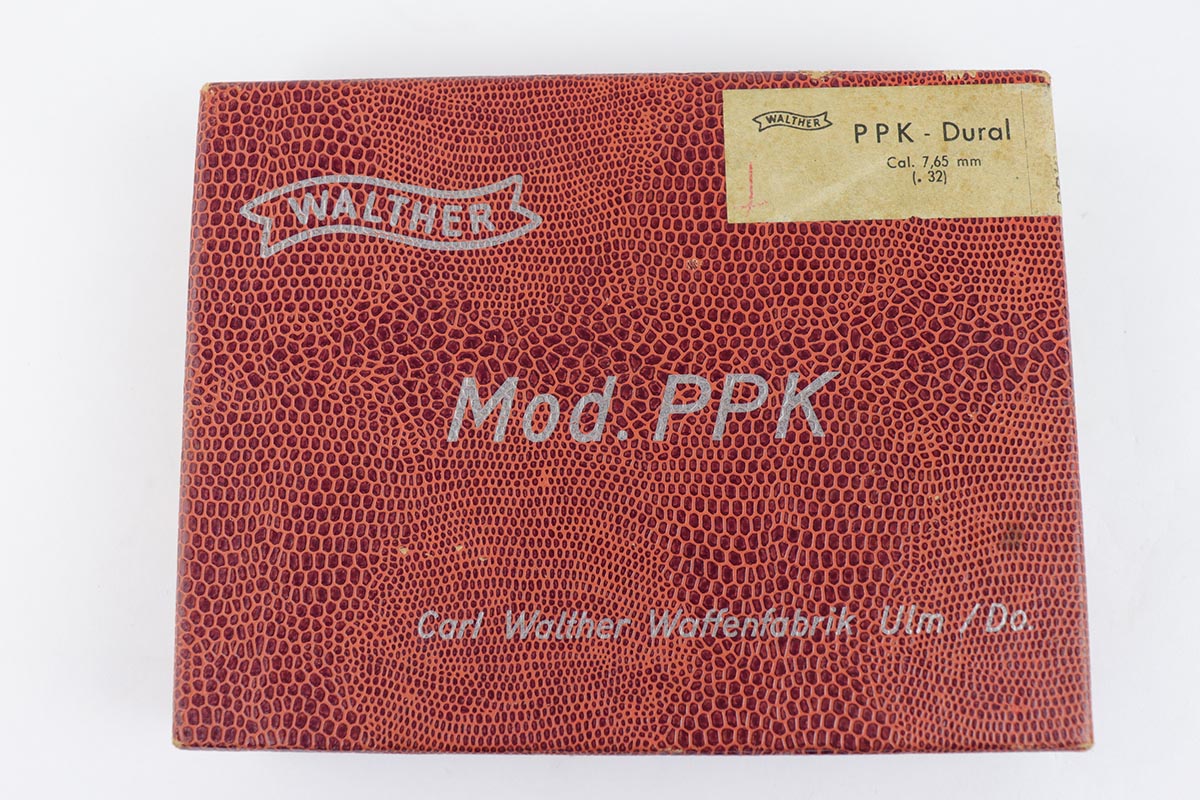 WALTHER
PPK - Dural
Cal. 7,65 mm
(. 32)
WALTHER
Mod. PPK
Carl Walther Waffenfabrik Ulm /Do.